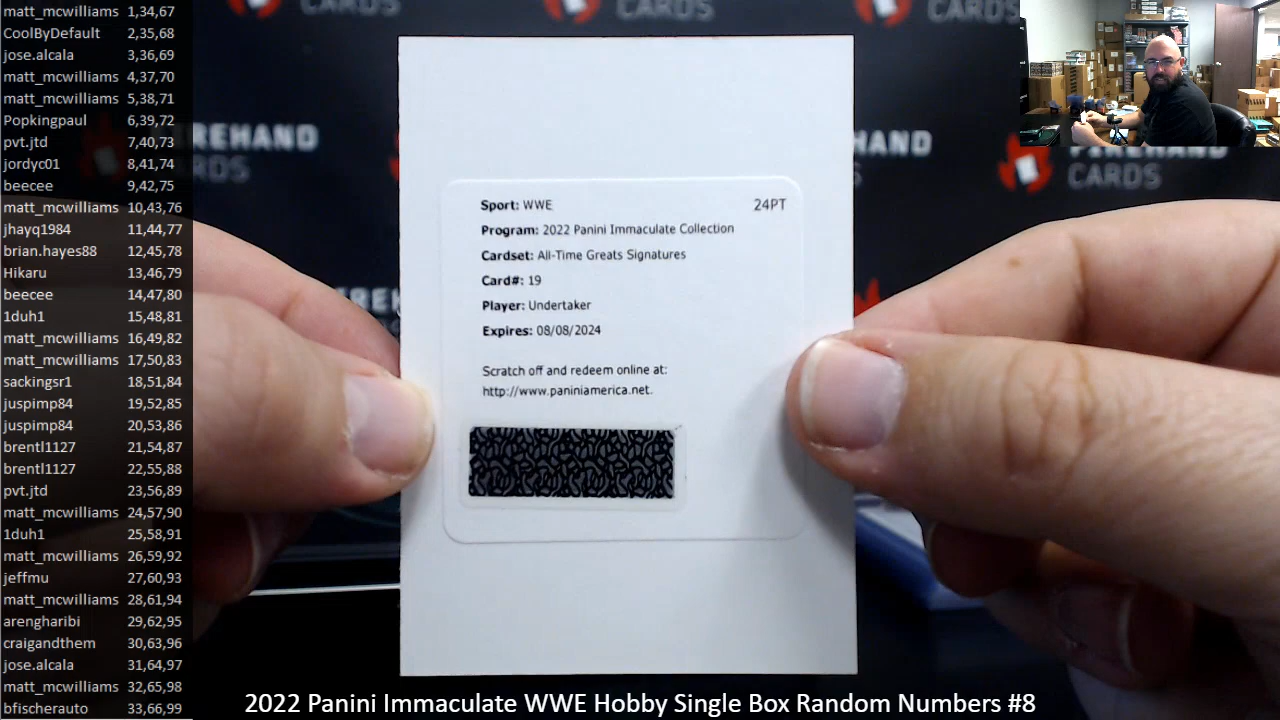 matt_mcwilliams 1,34,67
CoolByDefault 2,35,68
jose.alcala 3,36,69
matt_mcwilliams 4,37,70
matt_mcwilliams 5,38,71
Popkingpaul 6,39,72
pvt.jtd 7,40,73
jordyc01 8,41,74
beecee 9,42,75
matt_mcwilliams 10,43,76
jhayq1984 11,44,77
brian.hayes88 12,45,78
Hikaru 13,46,79
beecee 14,47,80
1duh1 15,48,81
matt_mcwilliams 16,49,82
matt_mcwilliams 17,50,83
sackingsr1 18,51,84
juspimp84 19,52,85
juspimp84 20,53,86
brentl1127 21,54,87
brentl1127 22,55,88
pvt.jtd 23,56,89
matt_mcwilliams 24,57,90
1duh1 25,58,91
matt_mcwilliams 26,59,92
jeffmu 27,60,93
matt_mcwilliams 28,61,94
arengharibi 29,62,95
craigandthem 30,63,96
jose.alcala 31,64,97
matt_mcwilliams 32,65,98
bfischerauto 33,66,99
CARDS
CARDS
CARDS
FIREHAND
CARDS
HAND
RDS
FIREHAND
CARDS
Sport: WWE 24PT
Program: 2022 Panini Immaculate Collection
Cardset: All-Time Greats Signatures
Card#: 19
Player: Undertaker
Expires: 08/08/2024
Scratch off and redeem online at:
http://www.paniniamerica.net.
2022 Panini Immaculate WWE Hobby Single Box Random Numbers #8